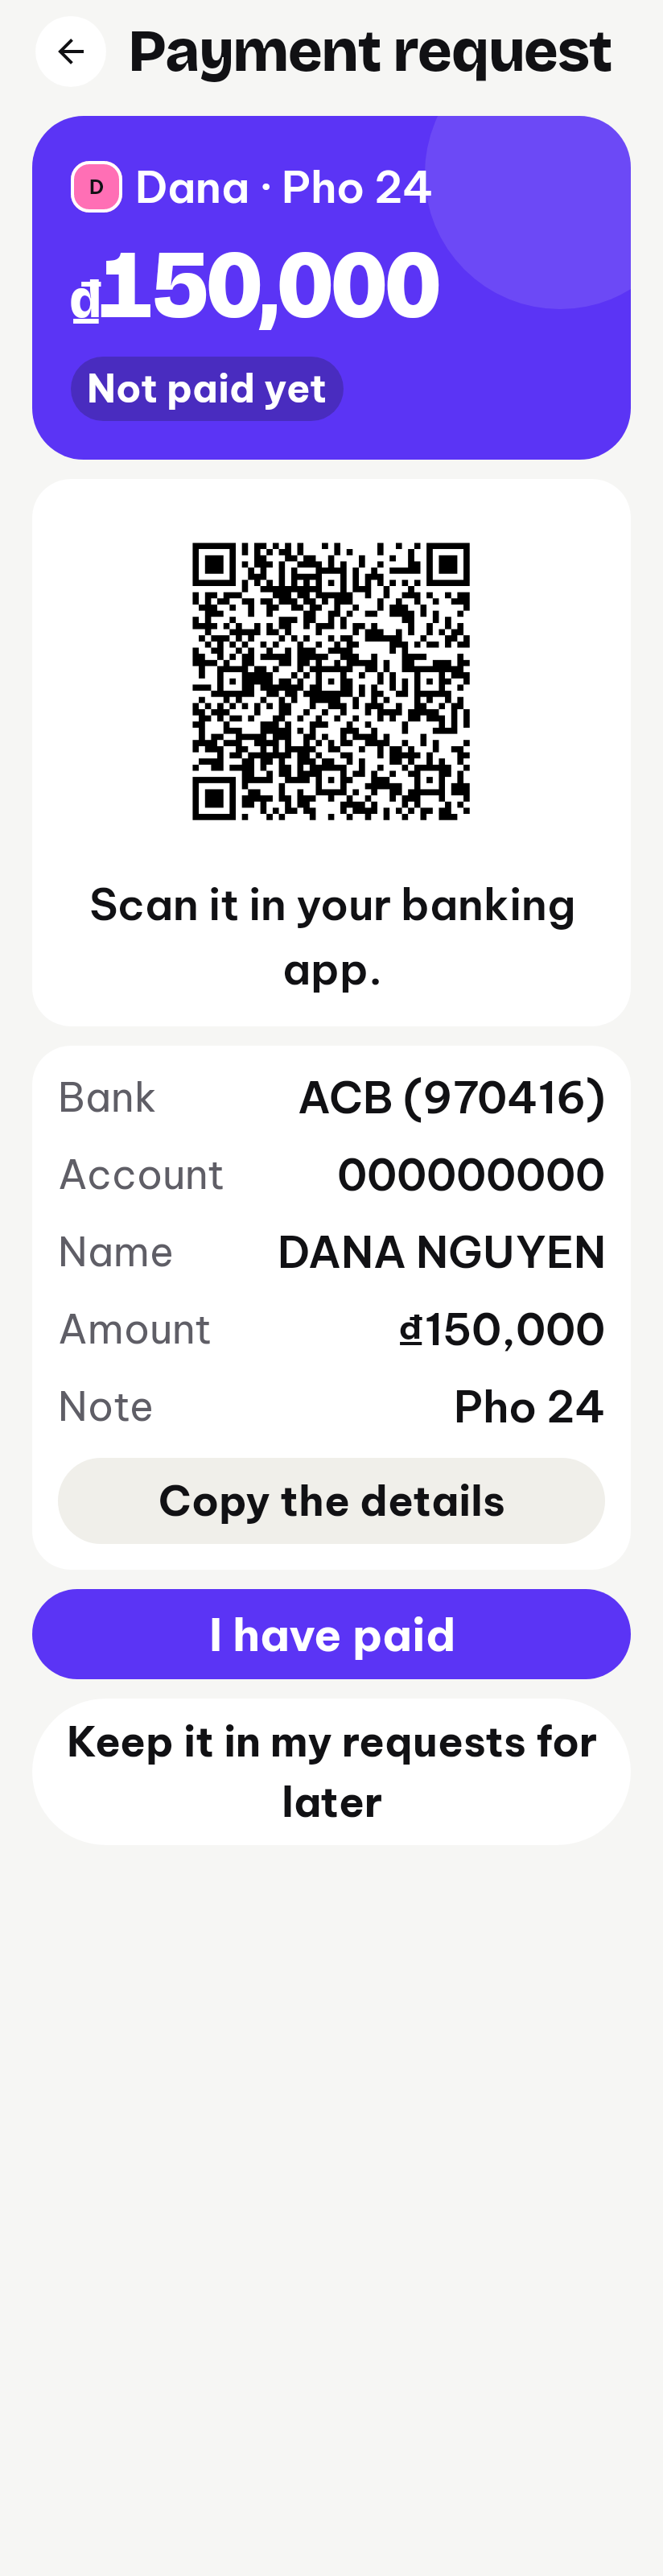 Payment request
D
Dana · Pho 24
₫150,000
Not paid yet
Scan it in your banking
app.
Bank ACB (970416)
Account 000000000
Name DANA NGUYEN
Amount ₫150,000
Note Pho 24
Copy the details
I have paid
Keep it in my requests for
later